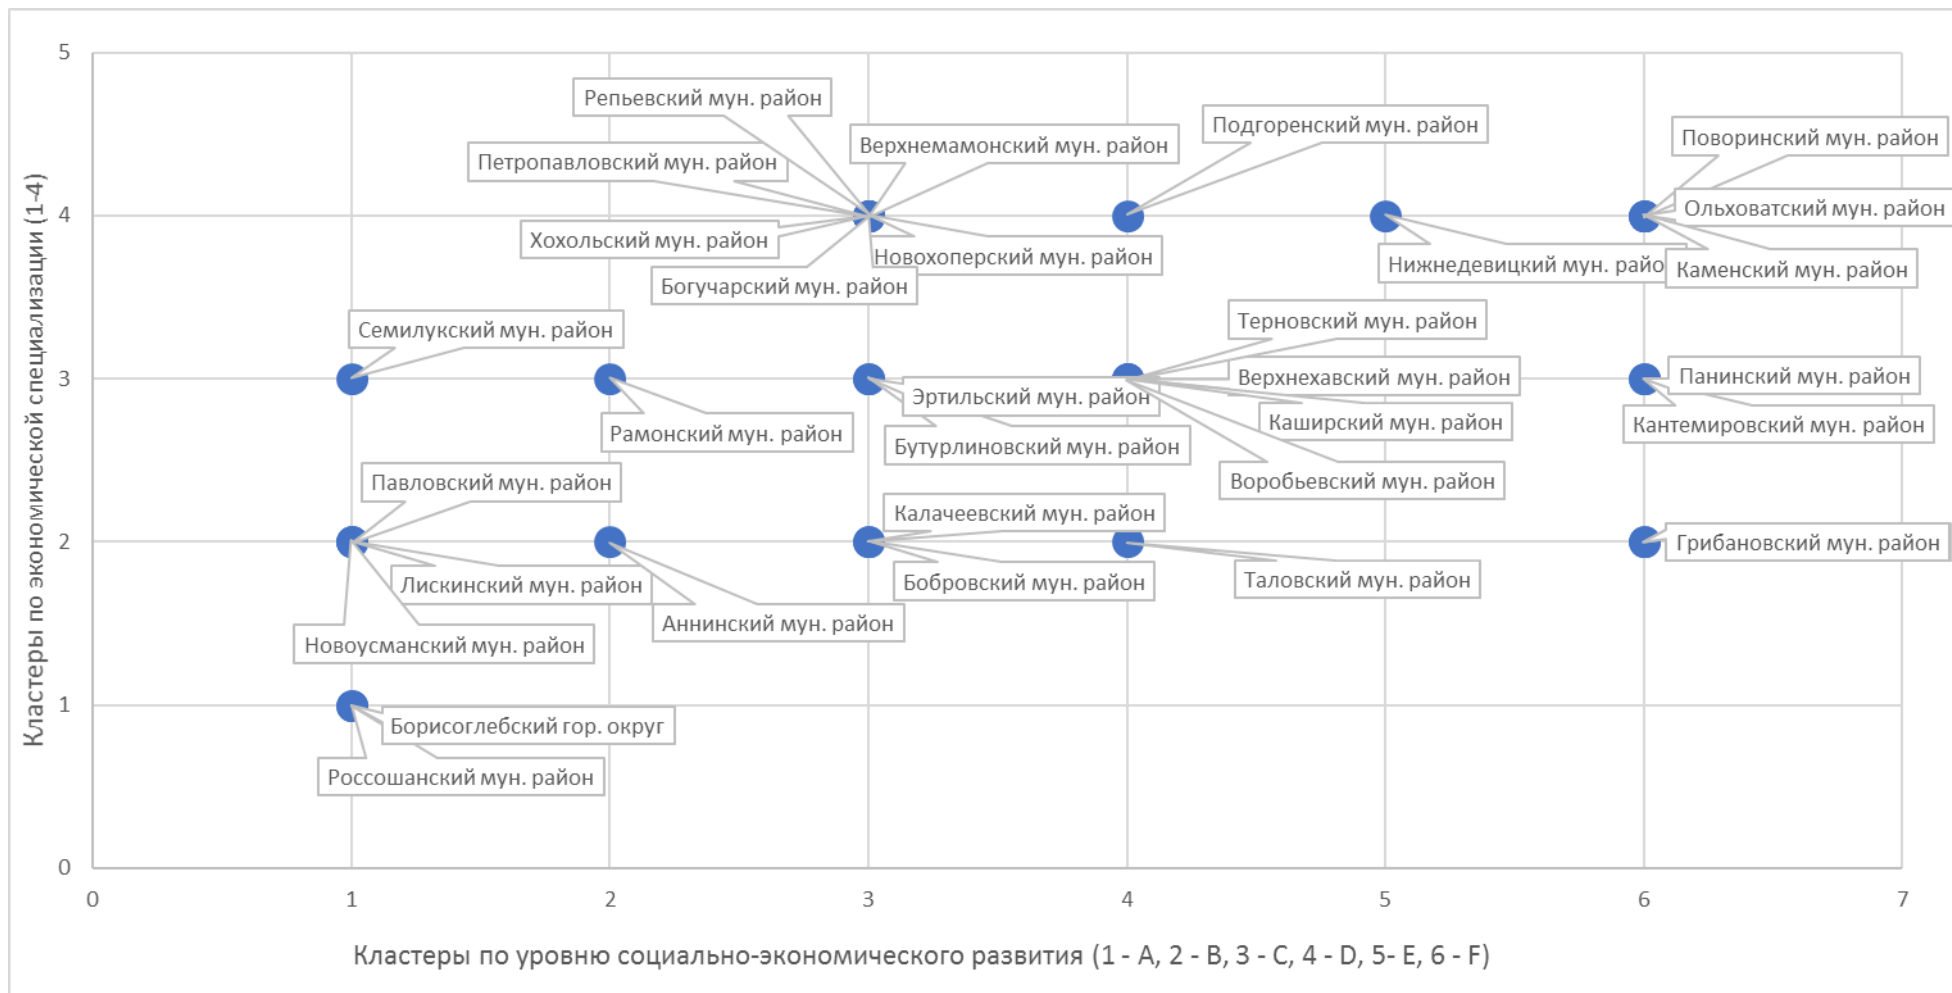 5
Репьевский мун. район
Подгоренский мун. район
Поворинский мун. район
Верхнемамонский мун. район
Петропавловский мун. район
4
Ольховатский мун. район
Хохольский мун. район
Новохоперский мун. район
Нижнедевицкий мун. райо
Каменский мун. район
Богучарский мун. район
Семилукский мун. район
Терновский мун. район
3
Верхнехавский мун. район
Панинский мун. район
Эртильский мун. район
Каширский мун. район
Кантемировский мун. район
Рамонский мун. район
Бутурлиновский мун. район
Павловский мун. район
Воробьевский мун. район
Калачеевский мун. район
2
Грибановский мун. район
Лискинский мун. район
Бобровский мун. район
Таловский мун. район
Аннинский мун. район
Новоусманский мун. район
1
Борисоглебский гор. округ
Россошанский мун. район
0
0 1 2 3 4 5 6 7
Кластеры по экономической специализации (1-4)
Кластеры по уровню социально-экономического развития (1 - A, 2 - B, 3 - C, 4 - D, 5- E, 6 - F)